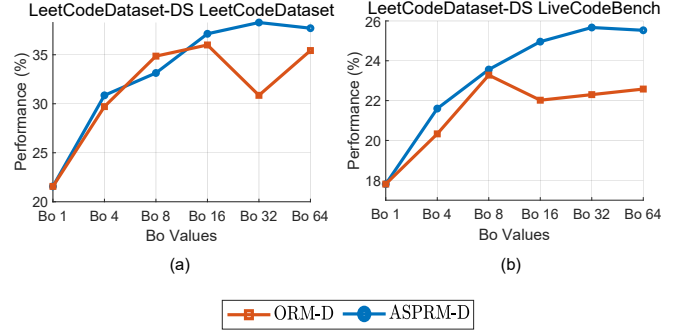 LeetCodeDataset-DS LeetCodeDataset
Performance (%)
35
30
25
20
Bo 1 Bo 4 Bo 8 Bo 16 Bo 32 Bo 64
Bo Values
(a)
LeetCodeDataset-DS LiveCodeBench
Performance (%)
26
24
22
20
18
Bo 1 Bo 4 Bo 8 Bo 16 Bo 32 Bo 64
Bo Values
(b)
ORM-D ASPRM-D